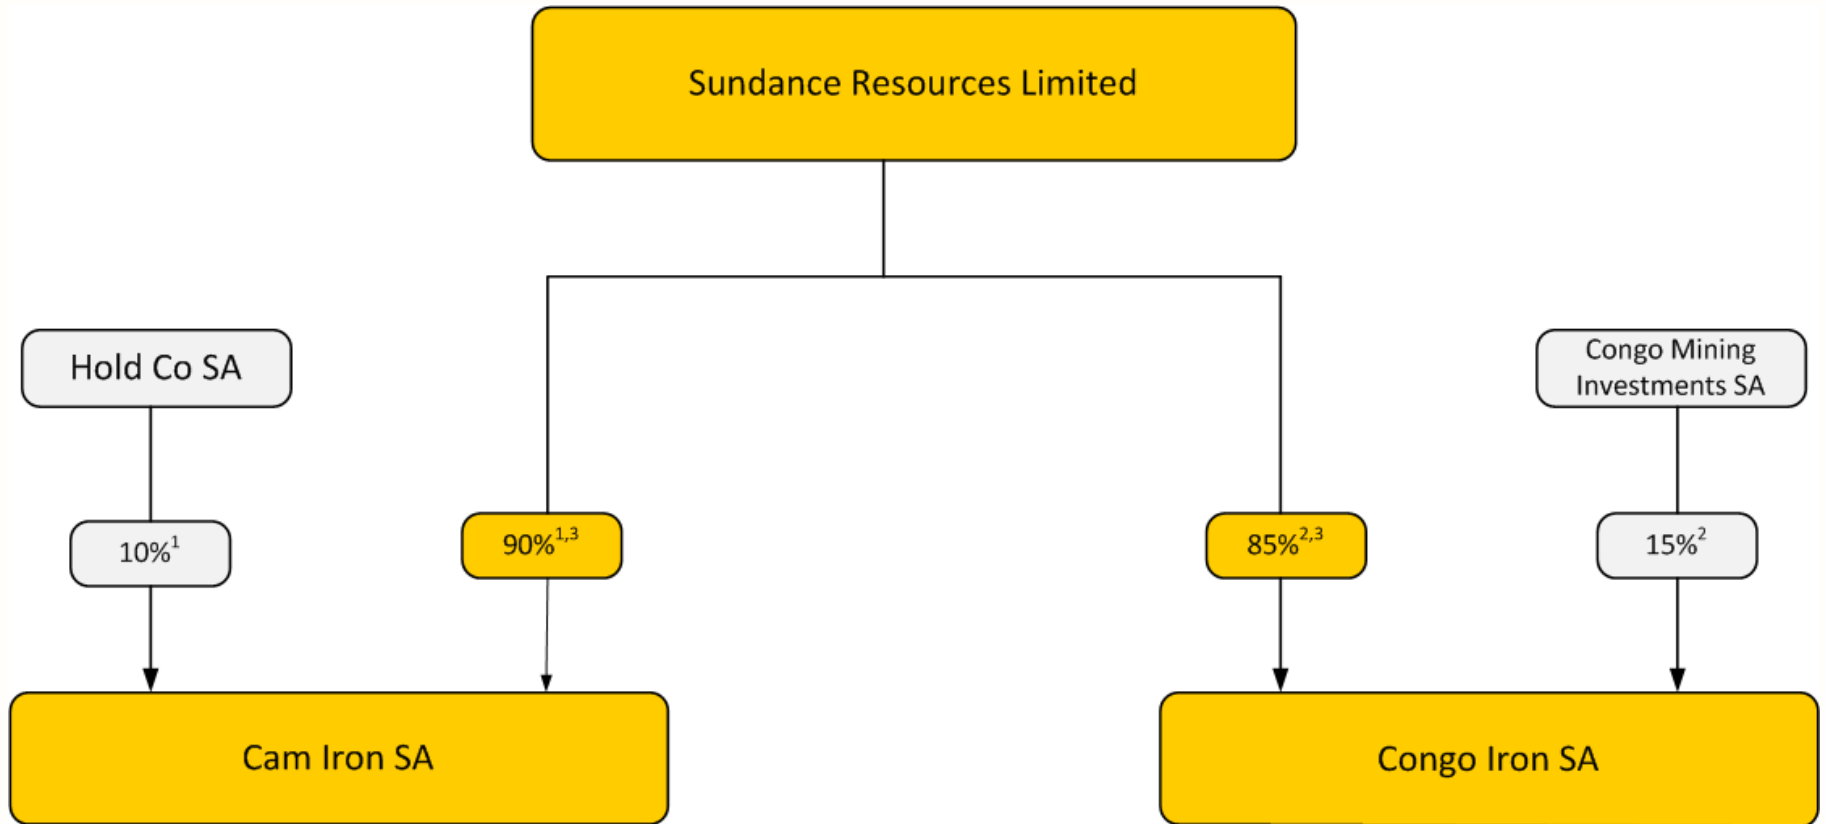 Sundance Resources Limited
Hold Co SA
Congo Mining
Investments SA
10%¹
90%¹,³
85%²,³
15%²
Cam Iron SA
Congo Iron SA